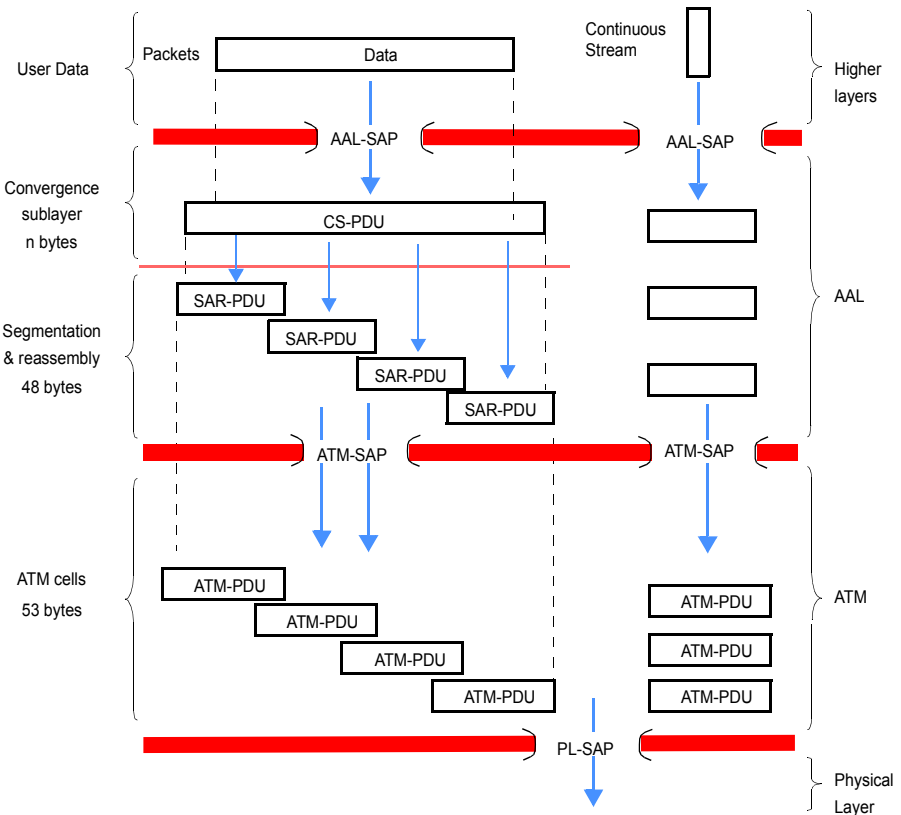 Continuous
Stream
Packets
Data
User Data
Higher
layers
AAL-SAP
AAL-SAP
Convergence
sublayer
n bytes
CS-PDU
AAL
SAR-PDU
SAR-PDU
SAR-PDU
SAR-PDU
Segmentation
& reassembly
48 bytes
ATM-SAP
ATM-SAP
ATM cells
53 bytes
ATM-PDU
ATM-PDU
ATM-PDU
ATM-PDU
ATM-PDU
ATM-PDU
ATM-PDU
ATM
PL-SAP
Physical
Layer